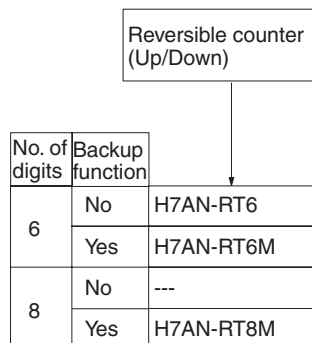 Reversible counter
(Up/Down)
No. of digits Backup function
6 No H7AN-RT6
Yes H7AN-RT6M
8 No ---
Yes H7AN-RT8M